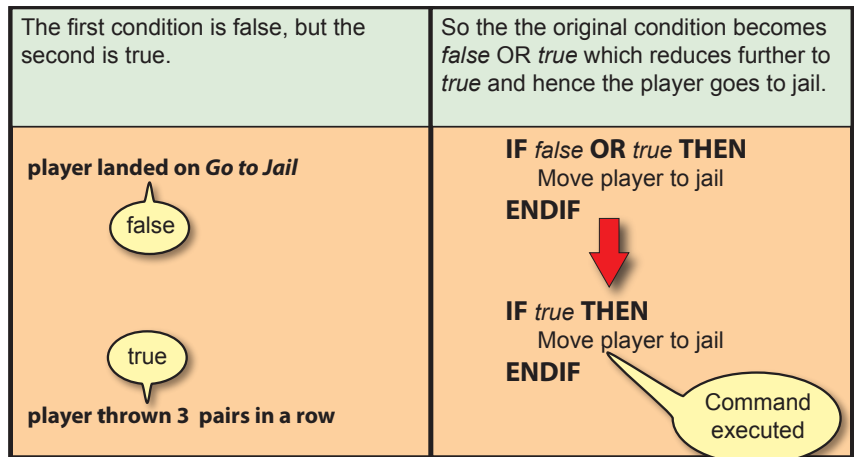 The first condition is false, but the
second is true.
So the the original condition becomes
false OR true which reduces further to
true and hence the player goes to jail.
player landed on Go to Jail
false
true
player thrown 3 pairs in a row
IF false OR true THEN
Move player to jail
ENDIF
IF true THEN
Move player to jail
ENDIF
Command
executed